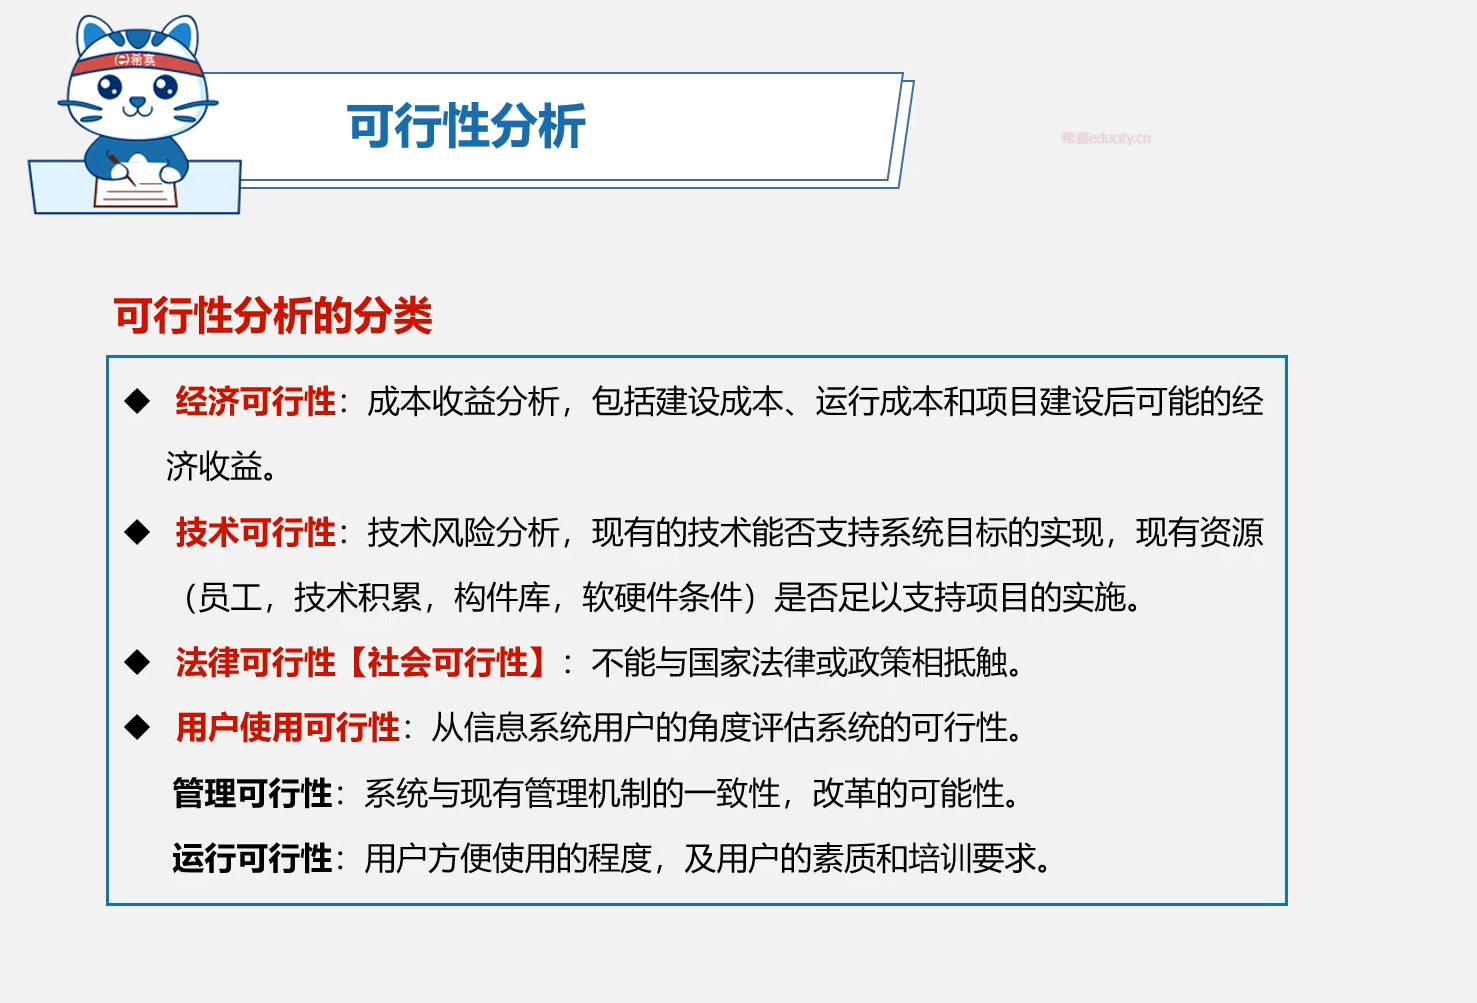 希赛
可行性分析
希赛educity.cn
可行性分析的分类
◆ 经济可行性：成本收益分析，包括建设成本、运行成本和项目建设后可能的经
济收益。
◆ 技术可行性：技术风险分析，现有的技术能否支持系统目标的实现，现有资源
（员工，技术积累，构件库，软硬件条件）是否足以支持项目的实施。
◆ 法律可行性【社会可行性】：不能与国家法律或政策相抵触。
◆ 用户使用可行性：从信息系统用户的角度评估系统的可行性。
管理可行性：系统与现有管理机制的一致性，改革的可能性。
运行可行性：用户方便使用的程度，及用户的素质和培训要求。